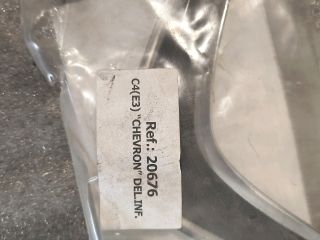 Ref.: 20676
C4(E3) "CHEVRON" DEL.INF.